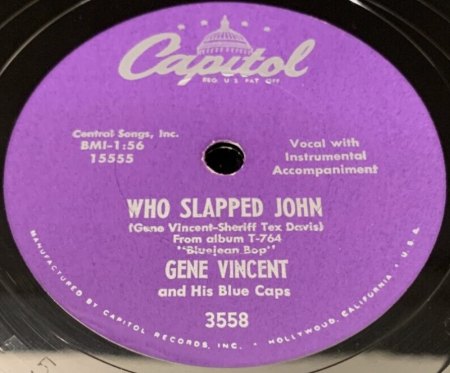 Capitol
REG. U.S. PAT. OFF.
Central Songs, Inc.
BMI-1:56
15555
Vocal with
Instrumental
Accompaniment
WHO SLAPPED JOHN
(Gene Vincent-Sheriff Tex Davis)
From album T-764
"Bluejean Bop"
GENE VINCENT
and His Blue Caps
3558
MANUFACTURED BY CAPITOL RECORDS, INC. • HOLLYWOOD, CALIFORNIA • U.S.A.